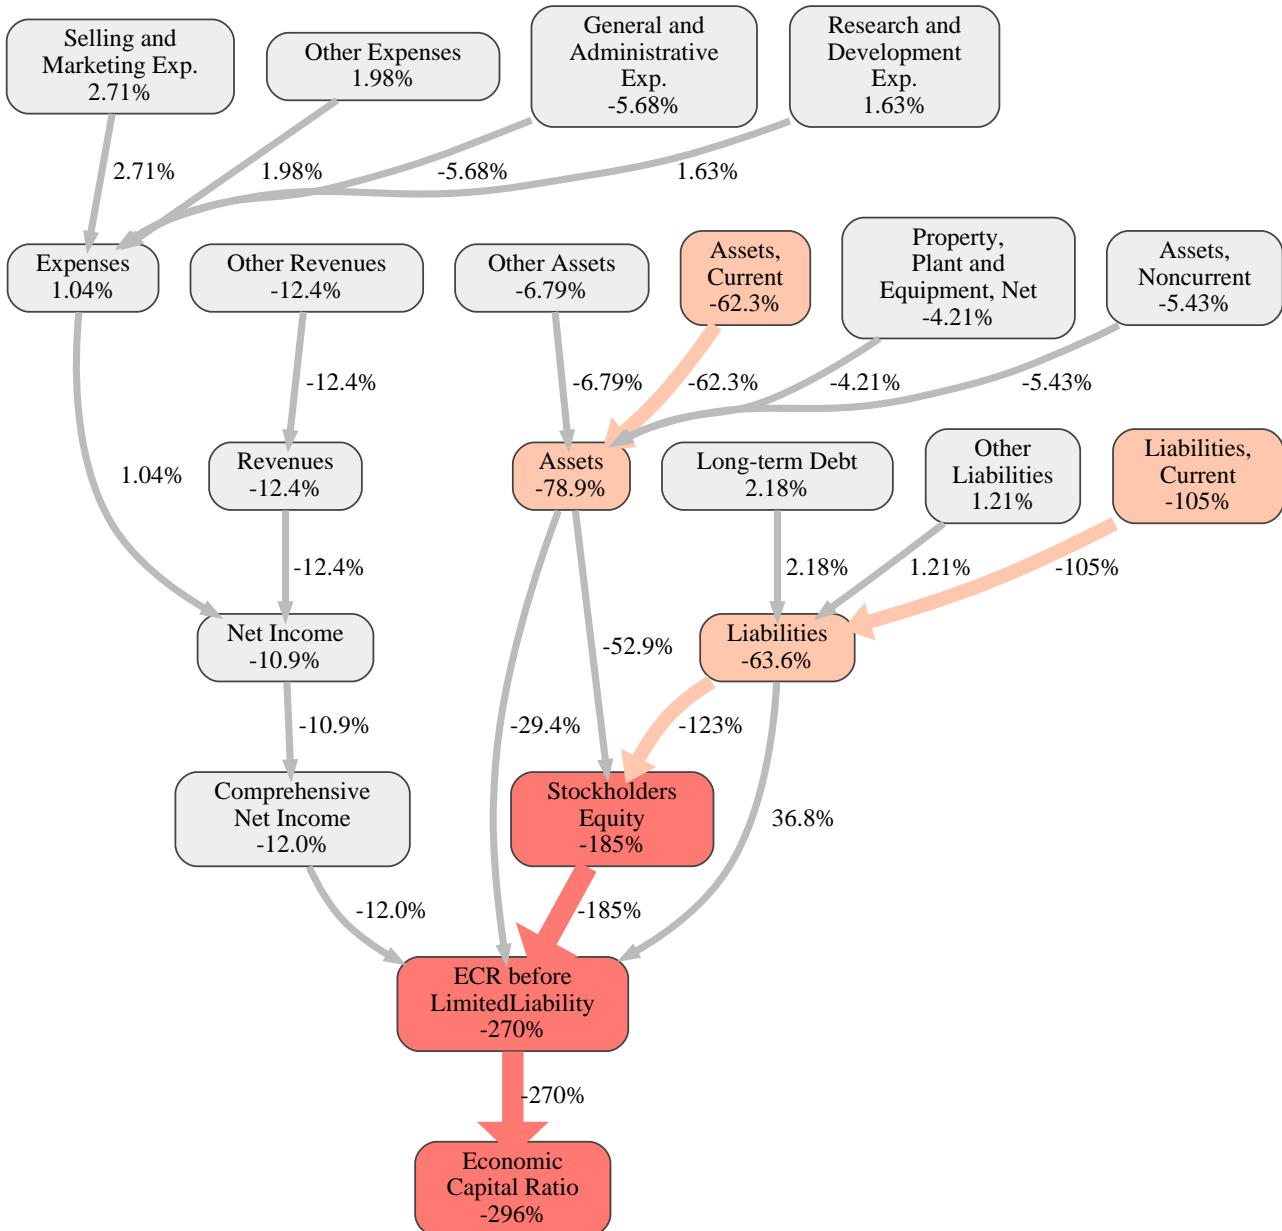 Selling and
Marketing Exp.
2.71%
Other Expenses
1.98%
General and
Administrative
Exp.
-5.68%
Research and
Development
Exp.
1.63%
2.71%
1.98%
-5.68%
1.63%
Expenses
1.04%
Other Revenues
-12.4%
Other Assets
-6.79%
Assets,
Current
-62.3%
Property,
Plant and
Equipment, Net
-4.21%
Assets,
Noncurrent
-5.43%
-12.4%
-6.79%
-62.3%
-4.21%
-5.43%
1.04%
Revenues
-12.4%
Assets
-78.9%
Long-term Debt
2.18%
Other
Liabilities
1.21%
Liabilities,
Current
-105%
-12.4%
2.18%
1.21%
-105%
Net Income
-10.9%
-52.9%
Liabilities
-63.6%
-10.9%
-29.4%
-123%
Comprehensive
Net Income
-12.0%
Stockholders
Equity
-185%
36.8%
-12.0%
-185%
ECR before
LimitedLiability
-270%
-270%
Economic
Capital Ratio
-296%